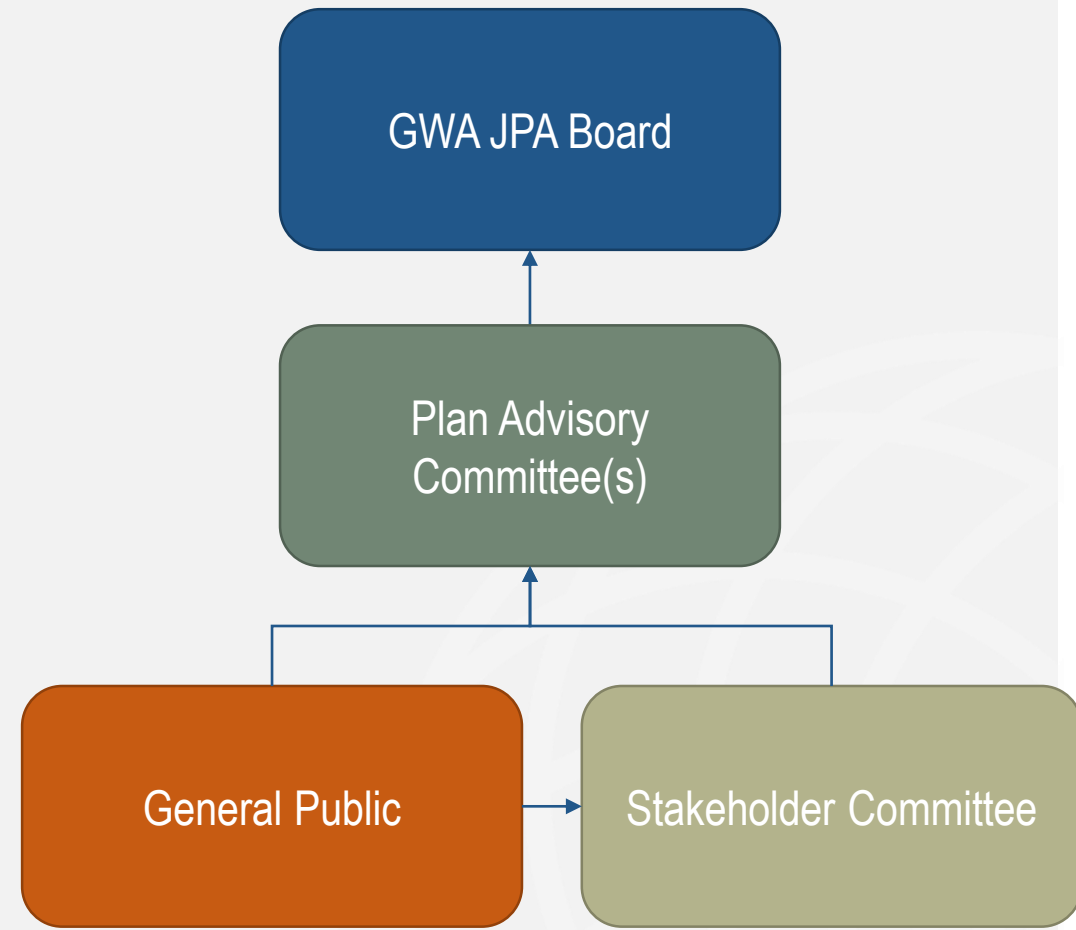 GWA JPA Board
Plan Advisory
Committee(s)
General Public
Stakeholder Committee